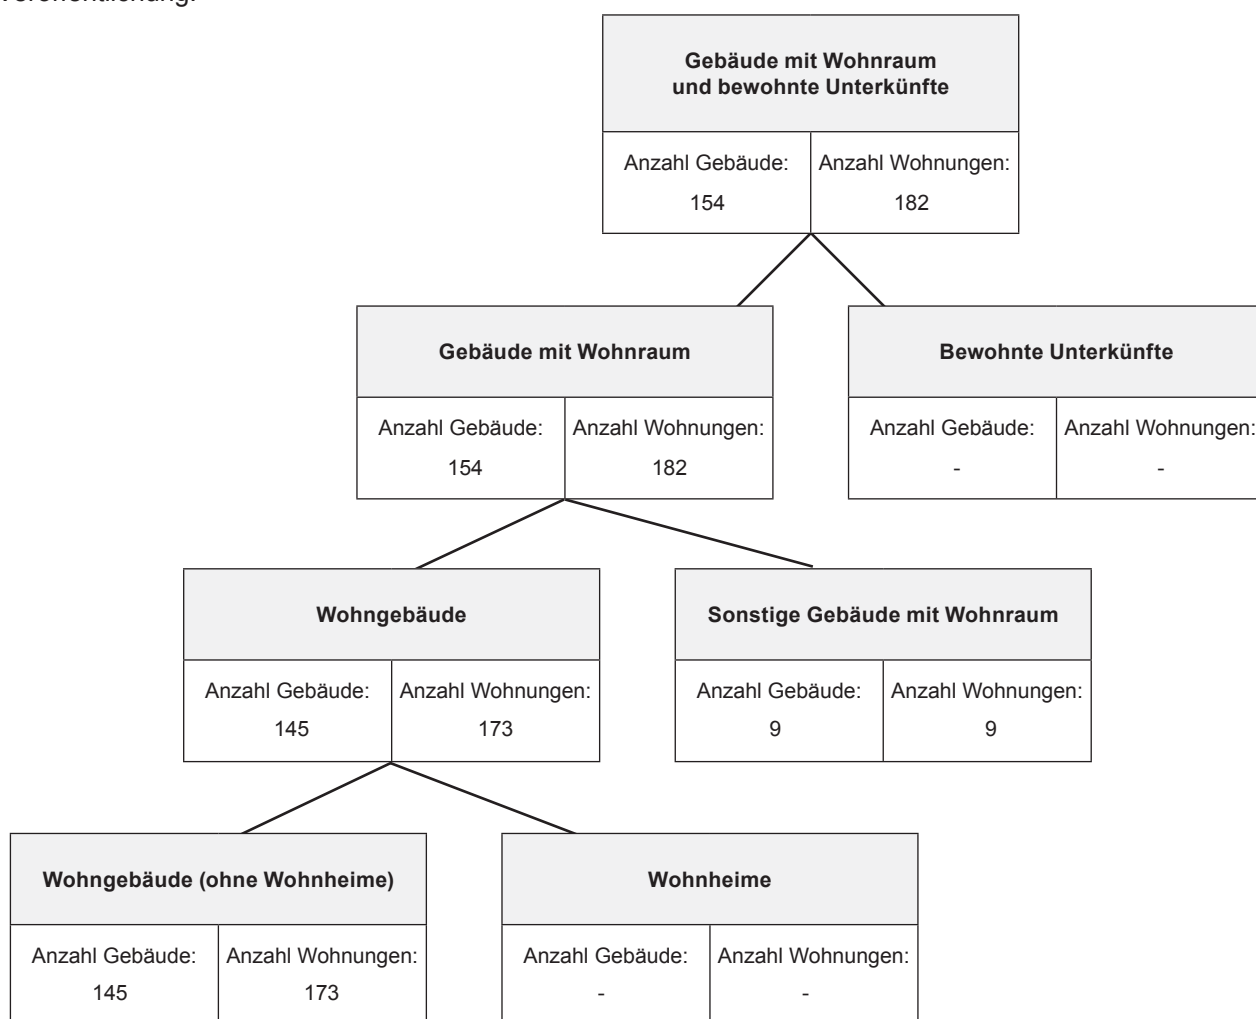 Gebäude mit Wohnraum
und bewohnte Unterkünfte
Anzahl Gebäude: Anzahl Wohnungen:
154 182
Gebäude mit Wohnraum Bewohnte Unterkünfte
Anzahl Gebäude: Anzahl Wohnungen: Anzahl Gebäude: Anzahl Wohnungen:
154 182 - -
Wohngebäude Sonstige Gebäude mit Wohnraum
Anzahl Gebäude: Anzahl Wohnungen: Anzahl Gebäude: Anzahl Wohnungen:
145 173 9 9
Wohngebäude (ohne Wohnheime) Wohnheime
Anzahl Gebäude: Anzahl Wohnungen: Anzahl Gebäude: Anzahl Wohnungen:
145 173 - -